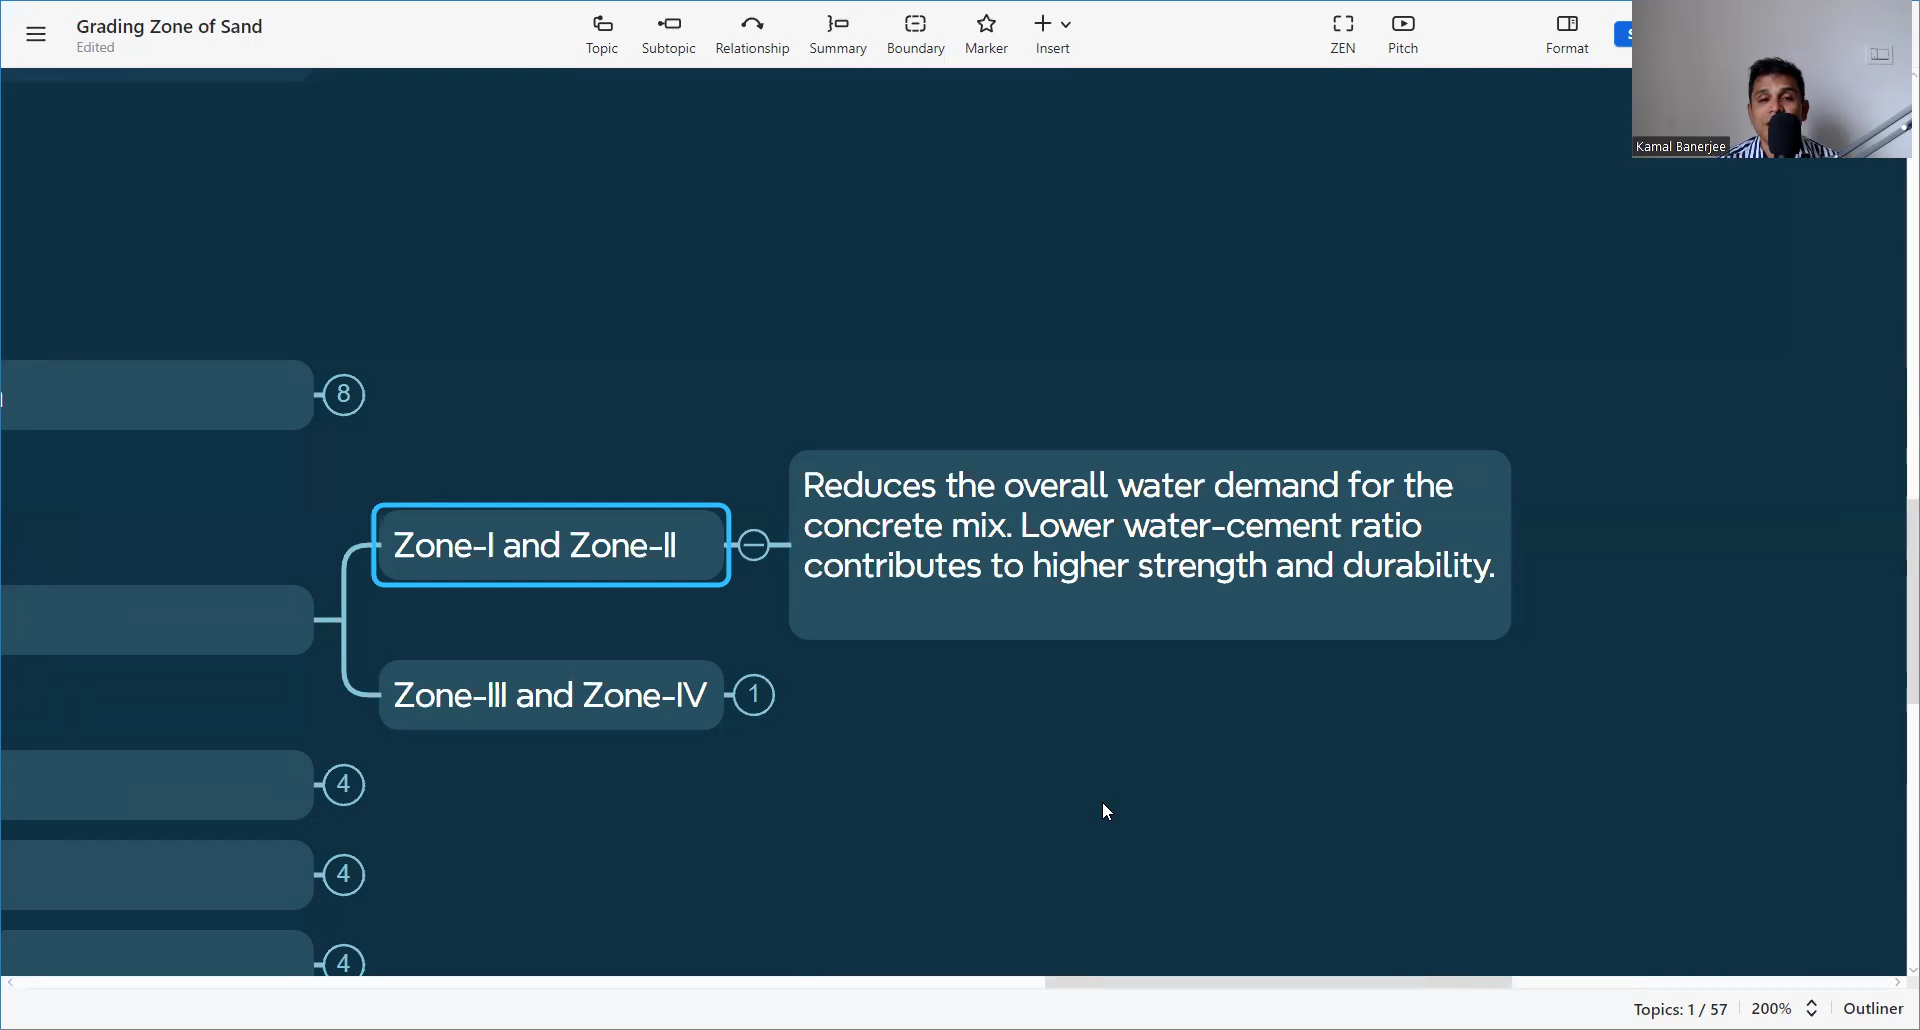 Grading Zone of Sand
Edited
Topic
Subtopic
Relationship
Summary
Boundary
Marker
Insert
ZEN
Pitch
Format
Kamal Banerjee
8
Zone-I and Zone-II
Reduces the overall water demand for the
concrete mix. Lower water-cement ratio
contributes to higher strength and durability.
Zone-III and Zone-IV
1
4
4
4
Topics: 1 / 57
200%
Outliner